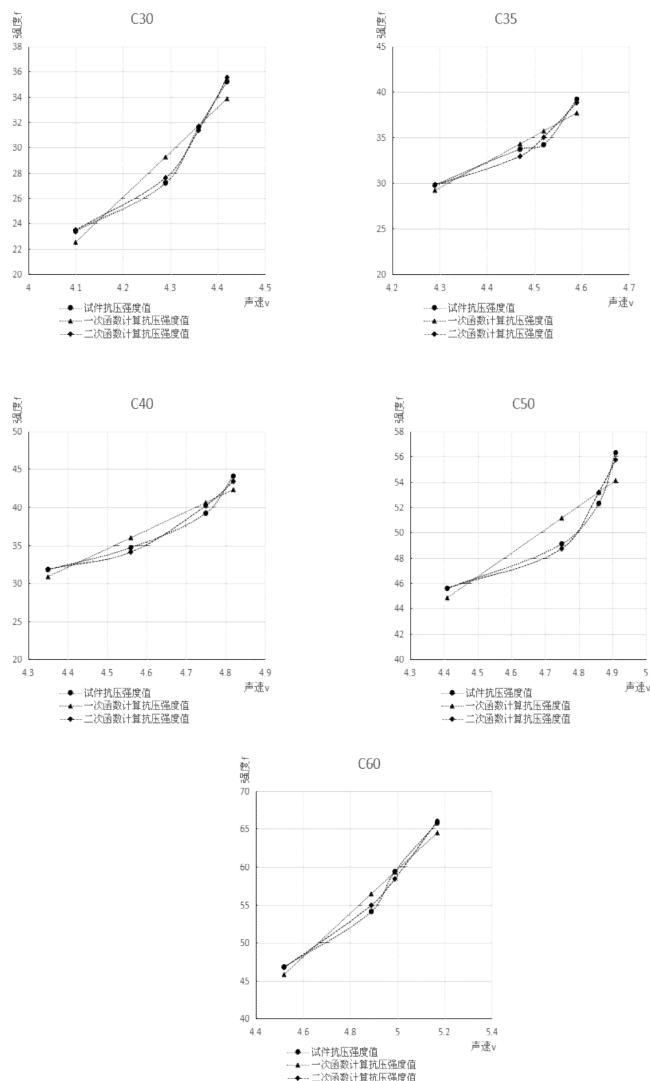 C30
强度f
38
36
34
32
30
28
26
24
22
20
4 4.1 4.2 4.3 4.4 4.5
声速v
试件抗压强度值
一次函数计算抗压强度值
二次函数计算抗压强度值
C35
强度f
45
40
35
30
25
20
4.2 4.3 4.4 4.5 4.6 4.7
声速v
试件抗压强度值
一次函数计算抗压强度值
二次函数计算抗压强度值
C40
强度f
50
45
40
35
30
25
20
4.3 4.4 4.5 4.6 4.7 4.8 4.9
声速v
试件抗压强度值
一次函数计算抗压强度值
二次函数计算抗压强度值
C50
强度f
58
56
54
52
50
48
46
44
42
40
4.3 4.4 4.5 4.6 4.7 4.8 4.9 5
声速v
试件抗压强度值
一次函数计算抗压强度值
二次函数计算抗压强度值
C60
强度f
70
65
60
55
50
45
40
4.4 4.6 4.8 5 5.2 5.4
声速v
试件抗压强度值
一次函数计算抗压强度值
二次函数计算抗压强度值